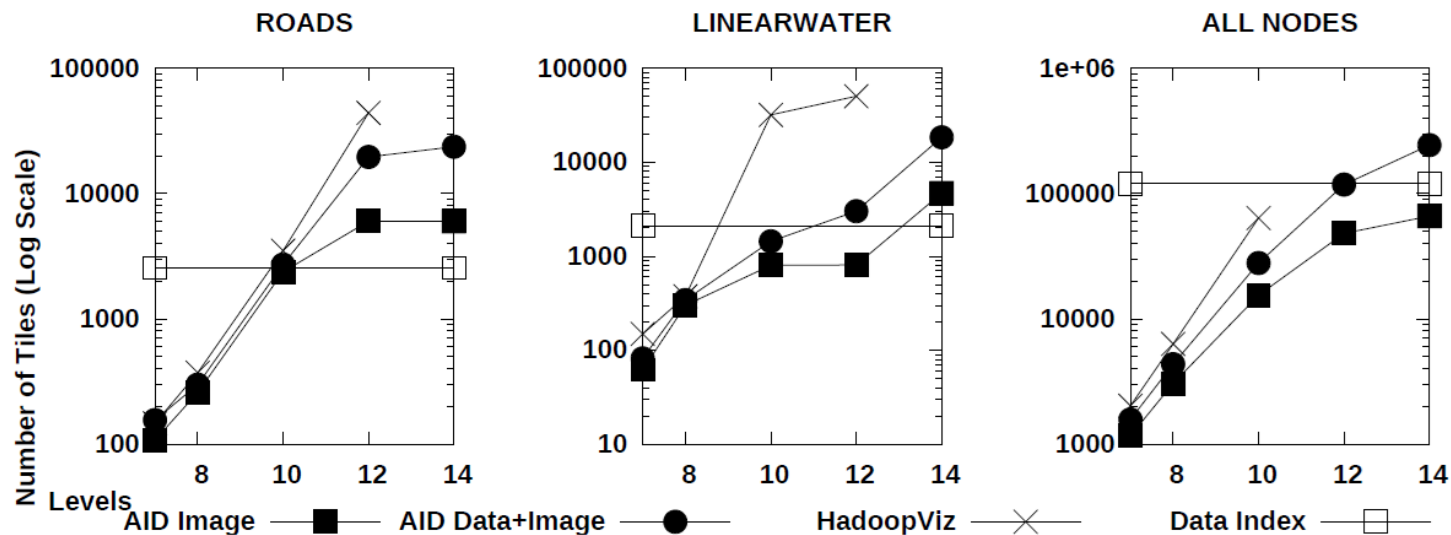 ROADS
LINEARWATER
ALL NODES
Number of Tiles (Log Scale)
100000
10000
1000
100
8 10 12 14
100000
10000
1000
100
10
8 10 12 14
1e+06
100000
10000
1000
8 10 12 14
Levels
AID Image
AID Data+Image
HadoopViz
Data Index